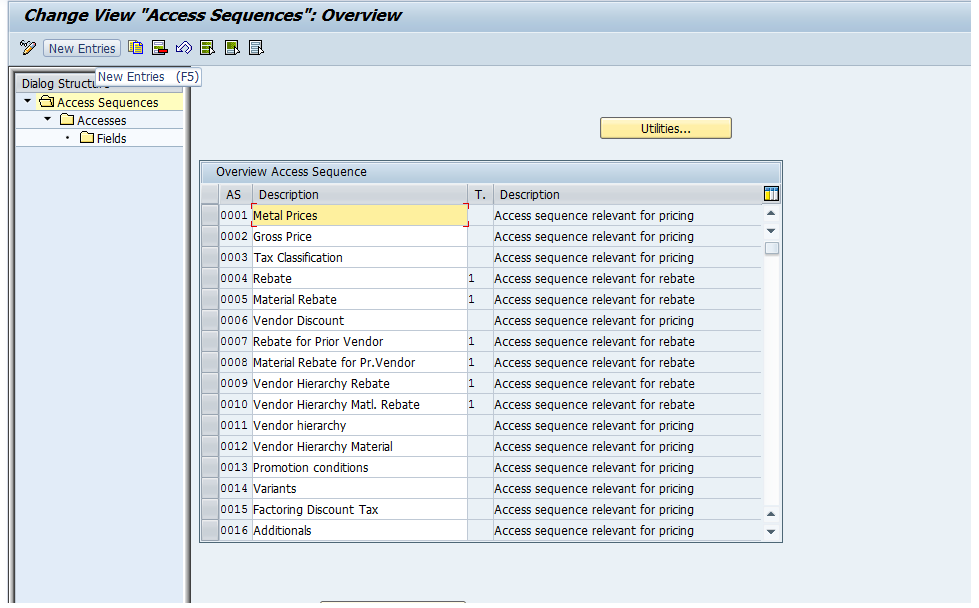 Change View "Access Sequences": Overview
New Entries
New Entries (F5)
Dialog Structure
Access Sequences
Accesses
Fields
Utilities...
Overview Access Sequence
AS Description T. Description
0001 Metal Prices Access sequence relevant for pricing
0002 Gross Price Access sequence relevant for pricing
0003 Tax Classification Access sequence relevant for pricing
0004 Rebate 1 Access sequence relevant for rebate
0005 Material Rebate 1 Access sequence relevant for rebate
0006 Vendor Discount Access sequence relevant for pricing
0007 Rebate for Prior Vendor 1 Access sequence relevant for rebate
0008 Material Rebate for Pr.Vendor 1 Access sequence relevant for rebate
0009 Vendor Hierarchy Rebate 1 Access sequence relevant for rebate
0010 Vendor Hierarchy Matl. Rebate 1 Access sequence relevant for rebate
0011 Vendor hierarchy Access sequence relevant for pricing
0012 Vendor Hierarchy Material Access sequence relevant for pricing
0013 Promotion conditions Access sequence relevant for pricing
0014 Variants Access sequence relevant for pricing
0015 Factoring Discount Tax Access sequence relevant for pricing
0016 Additionals Access sequence relevant for pricing